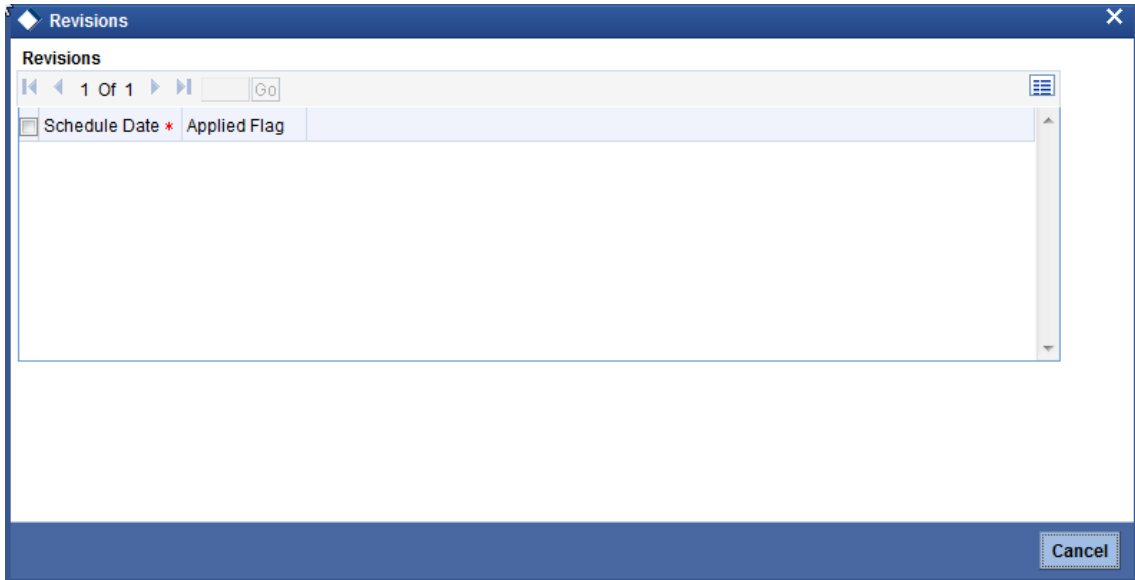 Revisions
Revisions
1 Of 1 Go
Schedule Date * Applied Flag
Cancel